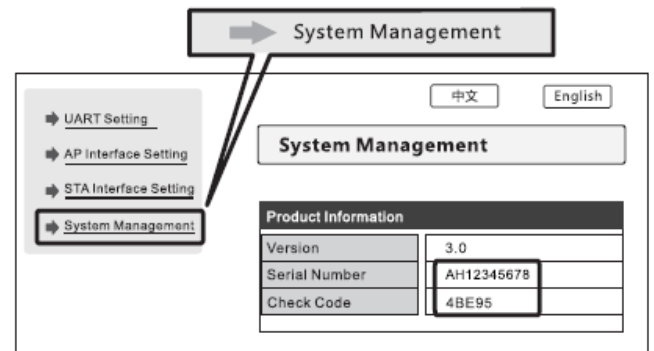 System Management
中文 English
UART Setting
System Management
AP Interface Setting
STA Interface Setting
System Management
Product Information
Version 3.0
Serial Number AH12345678
Check Code 4BE95